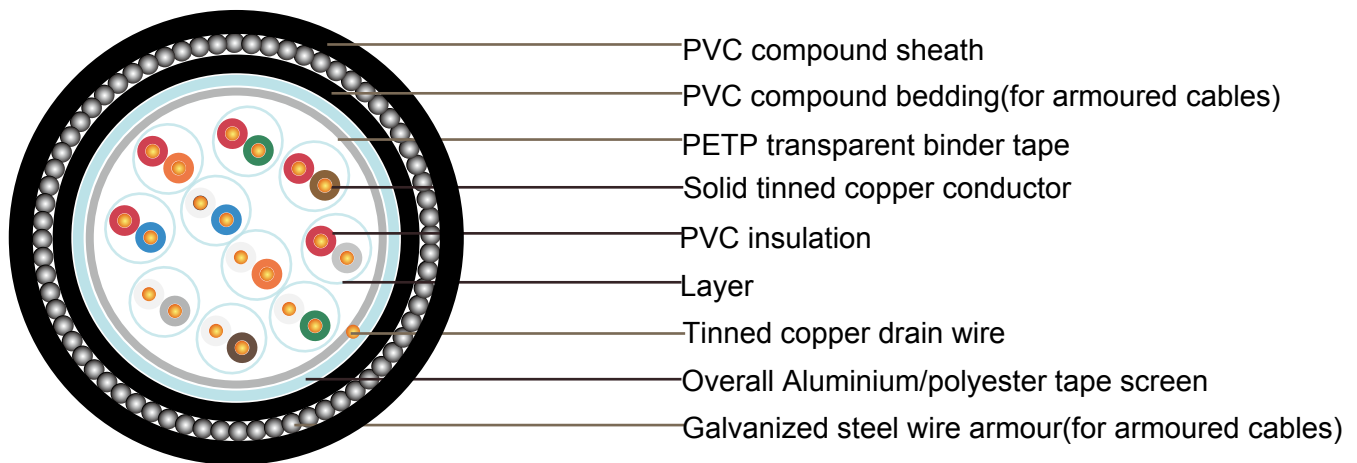 PVC compound sheath
PVC compound bedding(for armoured cables)
PETP transparent binder tape
Solid tinned copper conductor
PVC insulation
Layer
Tinned copper drain wire
Overall Aluminium/polyester tape screen
Galvanized steel wire armour(for armoured cables)